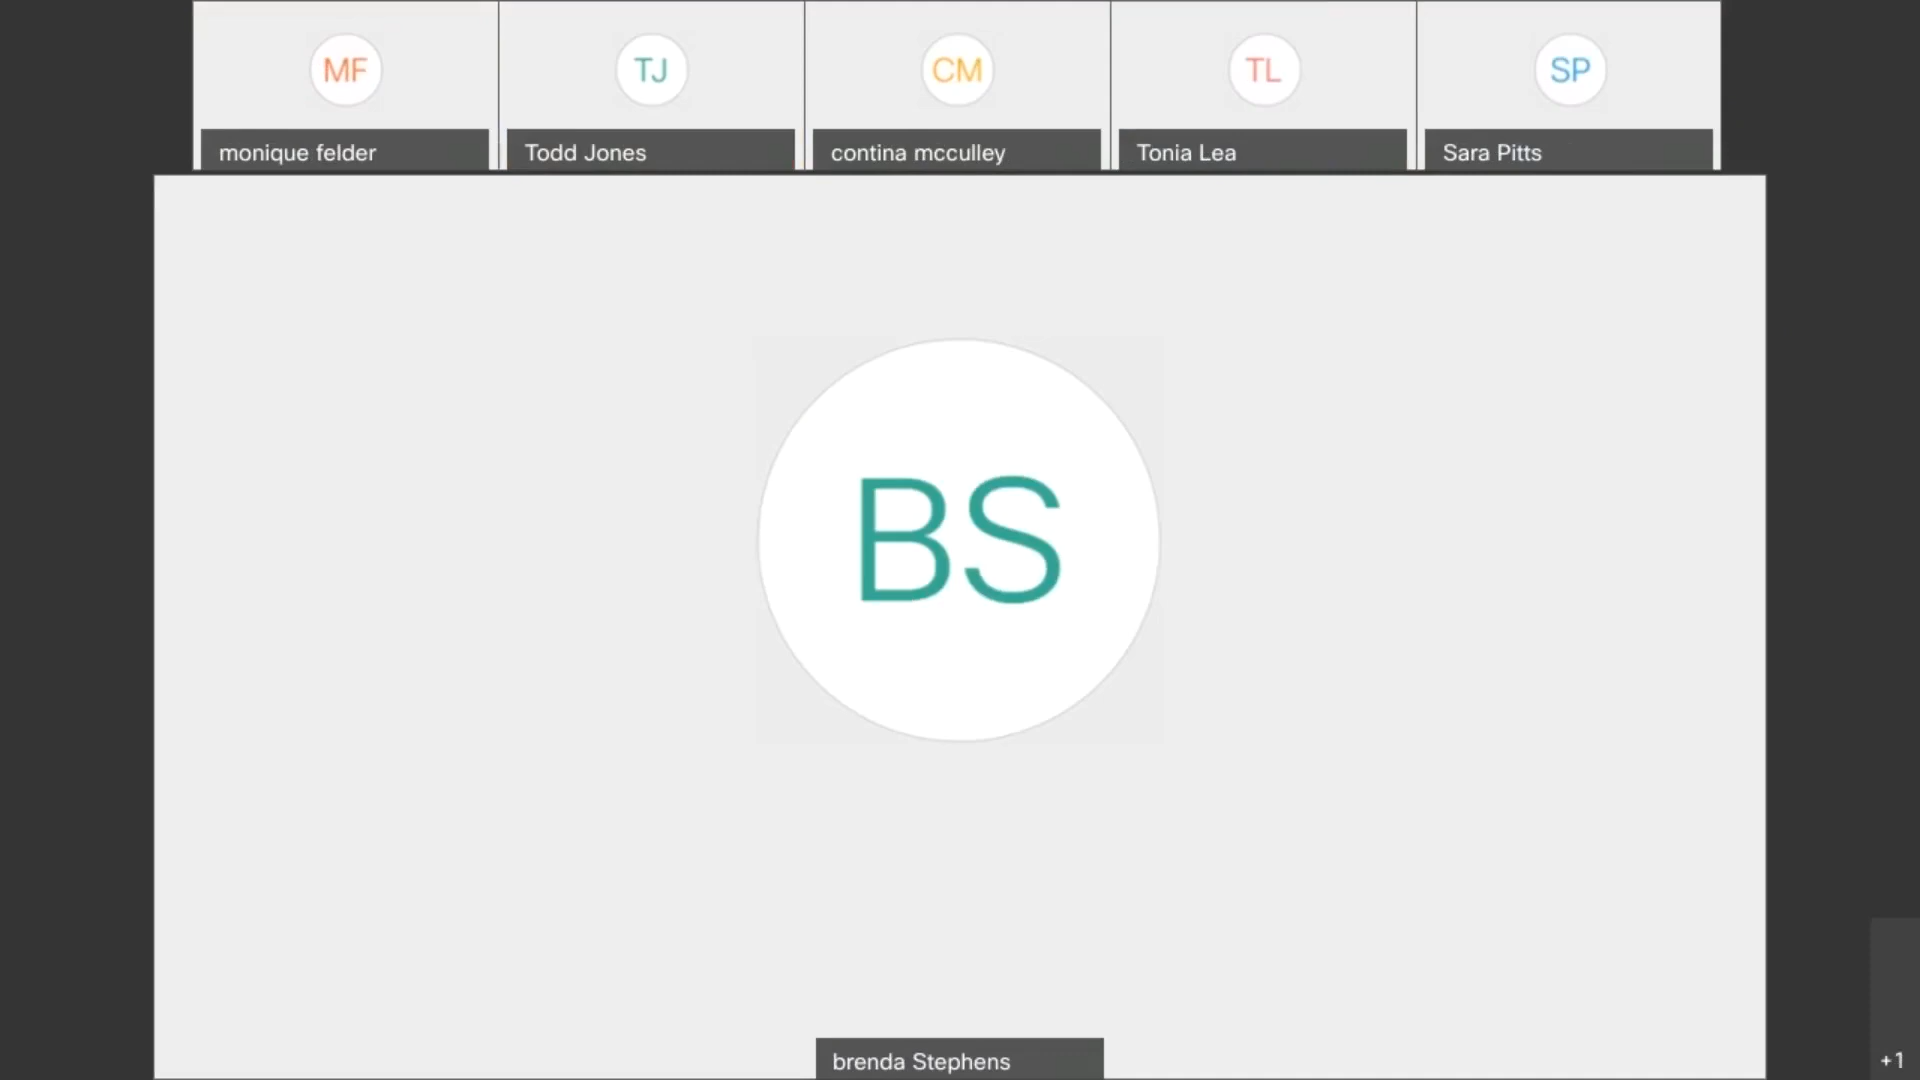 MF
TJ
CM
TL
SP
monique felder
Todd Jones
contina mcculley
Tonia Lea
Sara Pitts
BS
brenda Stephens
+1